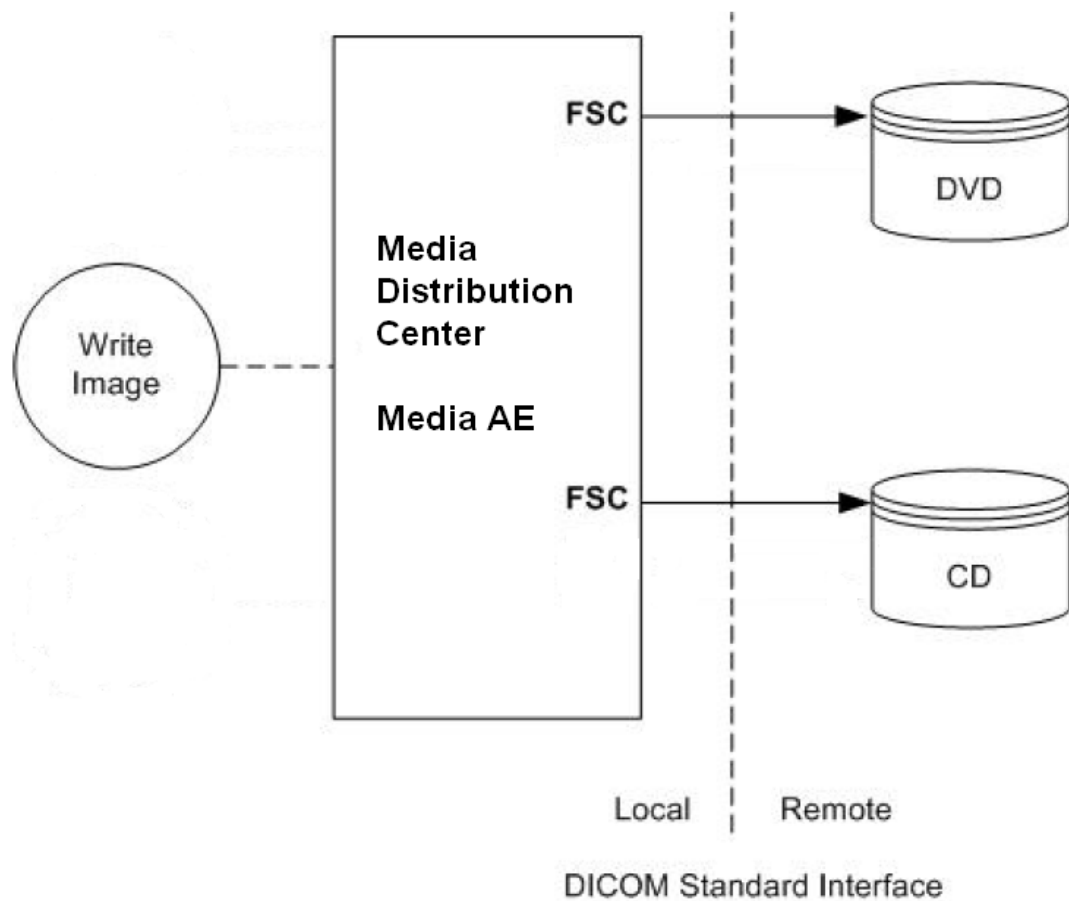 FSC
DVD
Media
Distribution
Center
Write
Image
Media AE
FSC
CD
Local
Remote
DICOM Standard Interface